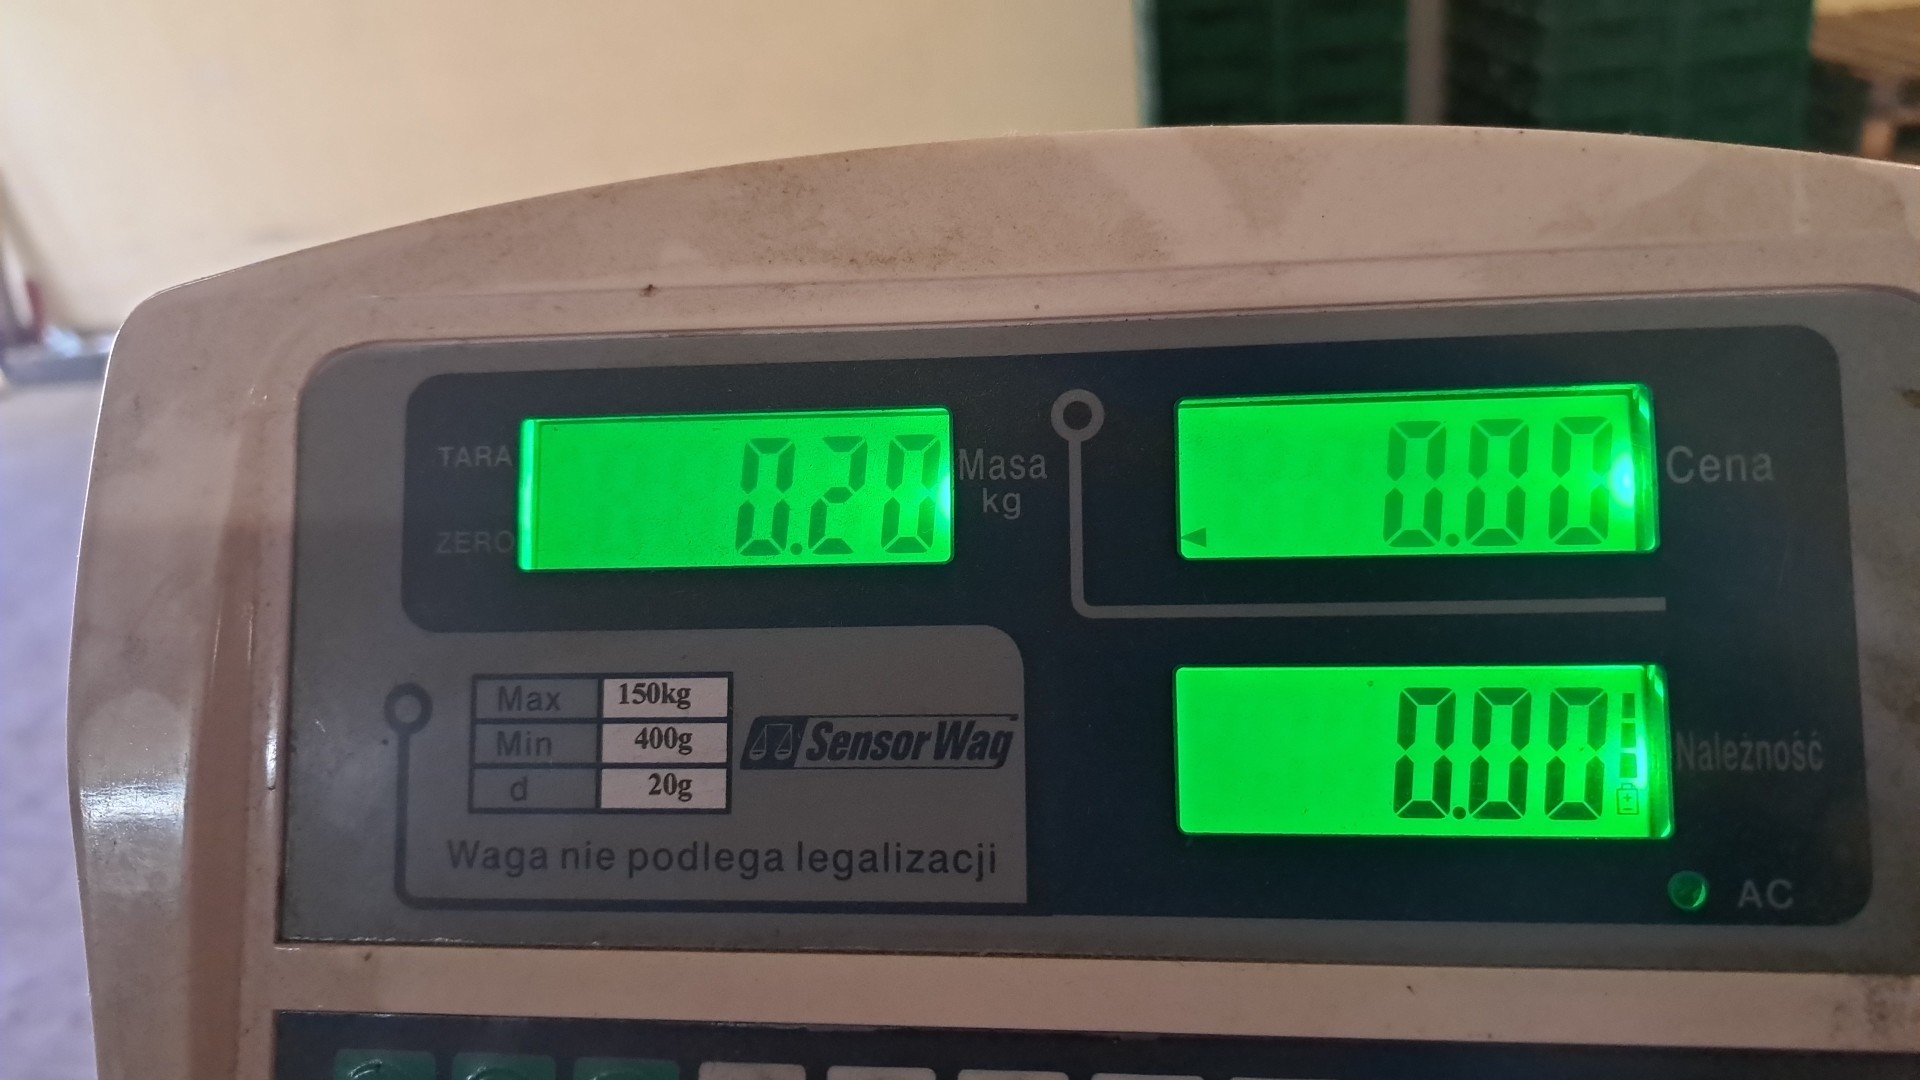 TARA
ZERO
0.20
Masa
kg
0.00
Cena
Max 150kg
Min 400g
d 20g
SensorWag
Waga nie podlega legalizacji
0.00
Należność
AC